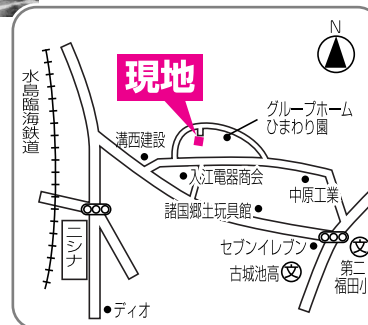 N
現地
水島臨海鉄道
グループホーム
ひまわり園
溝西建設
入江電器商会
中原工業
諸国郷土玩具館
セブンイレブン
ニシナ
古城池高
文
文
第二
福田小
ディオ